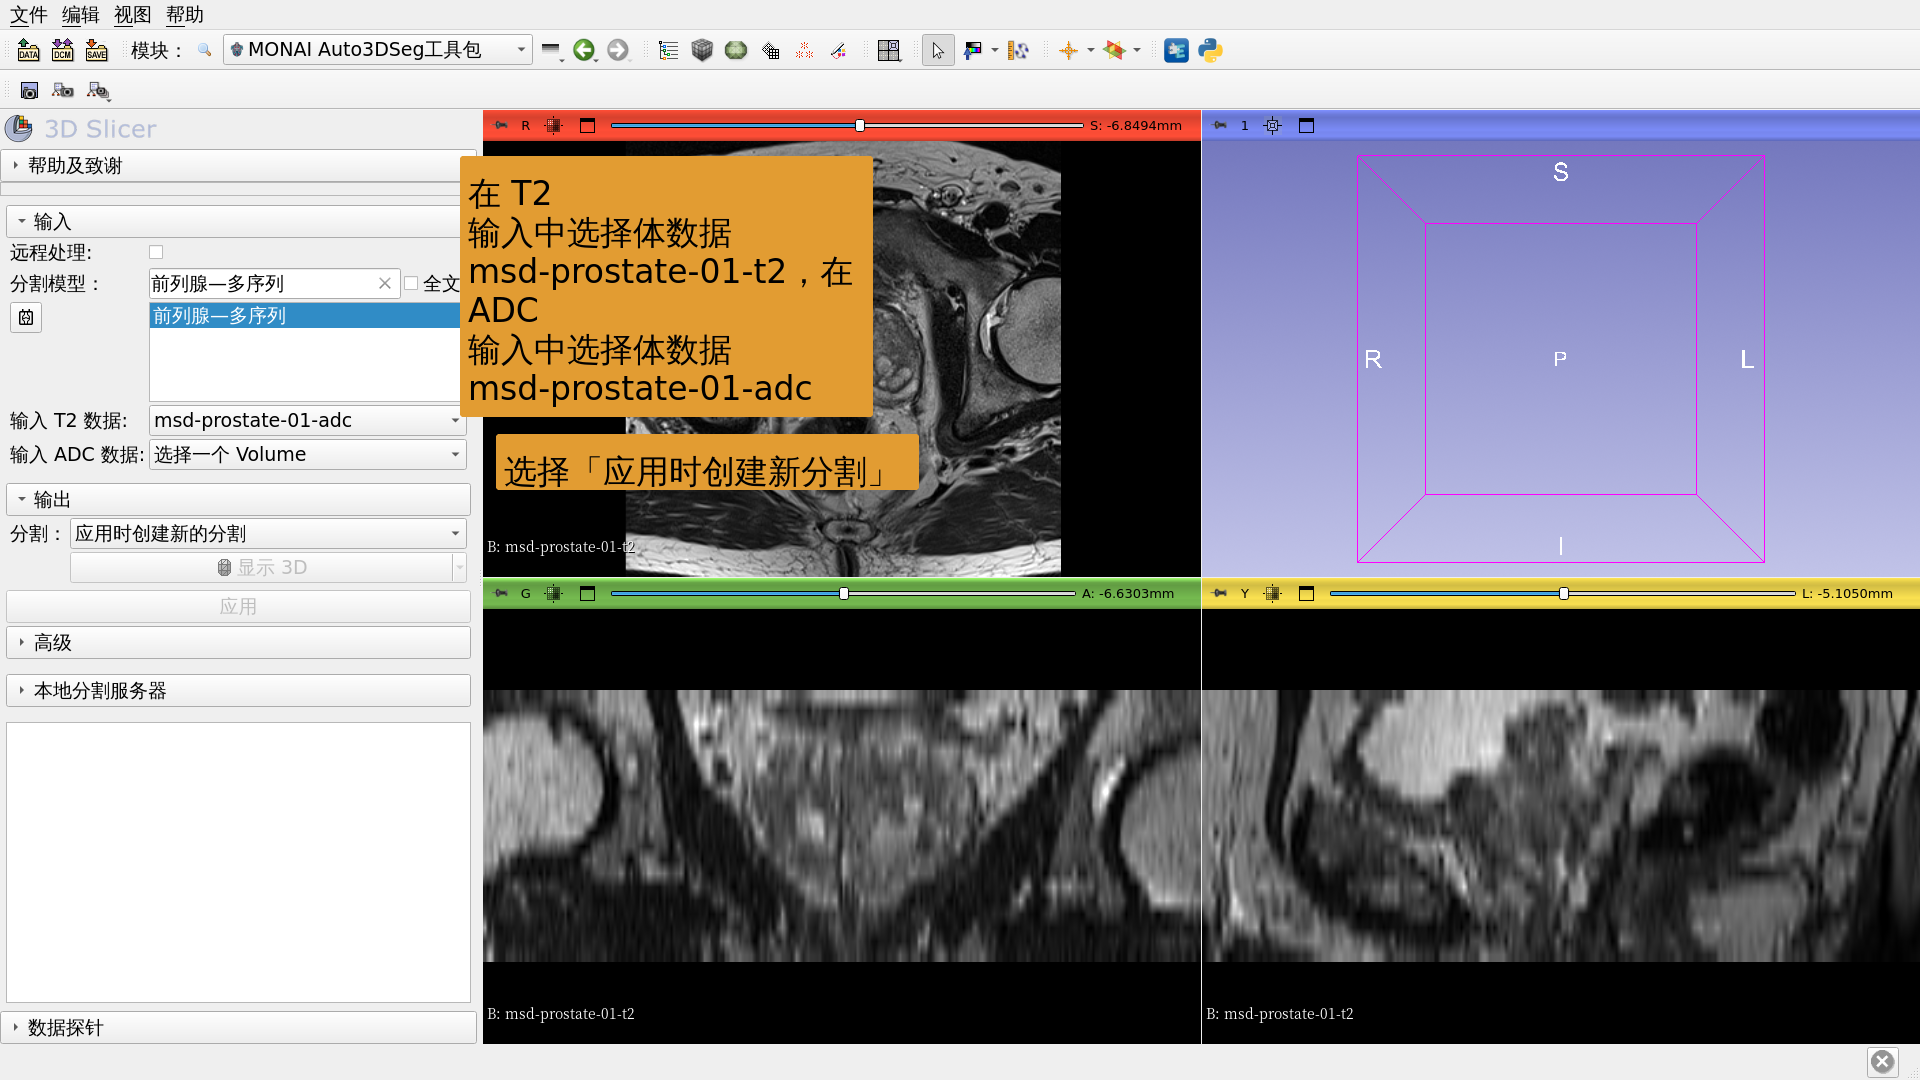 文件 编辑 视图 帮助
DATA DCM SAVE 模块： MONAI Auto3DSeg工具包
3D Slicer
帮助及致谢
输入
远程处理:
分割模型： 前列腺—多序列 全文
前列腺—多序列
输入 T2 数据: msd-prostate-01-adc
输入 ADC 数据: 选择一个 Volume
输出
分割： 应用时创建新的分割
显示 3D
应用
高级
本地分割服务器
数据探针
R S: -6.8494mm
在 T2
输入中选择体数据
msd-prostate-01-t2，在
ADC
输入中选择体数据
msd-prostate-01-adc
选择「应用时创建新分割」
B: msd-prostate-01-t2
1
S
R P L
I
G A: -6.6303mm
B: msd-prostate-01-t2
Y L: -5.1050mm
B: msd-prostate-01-t2